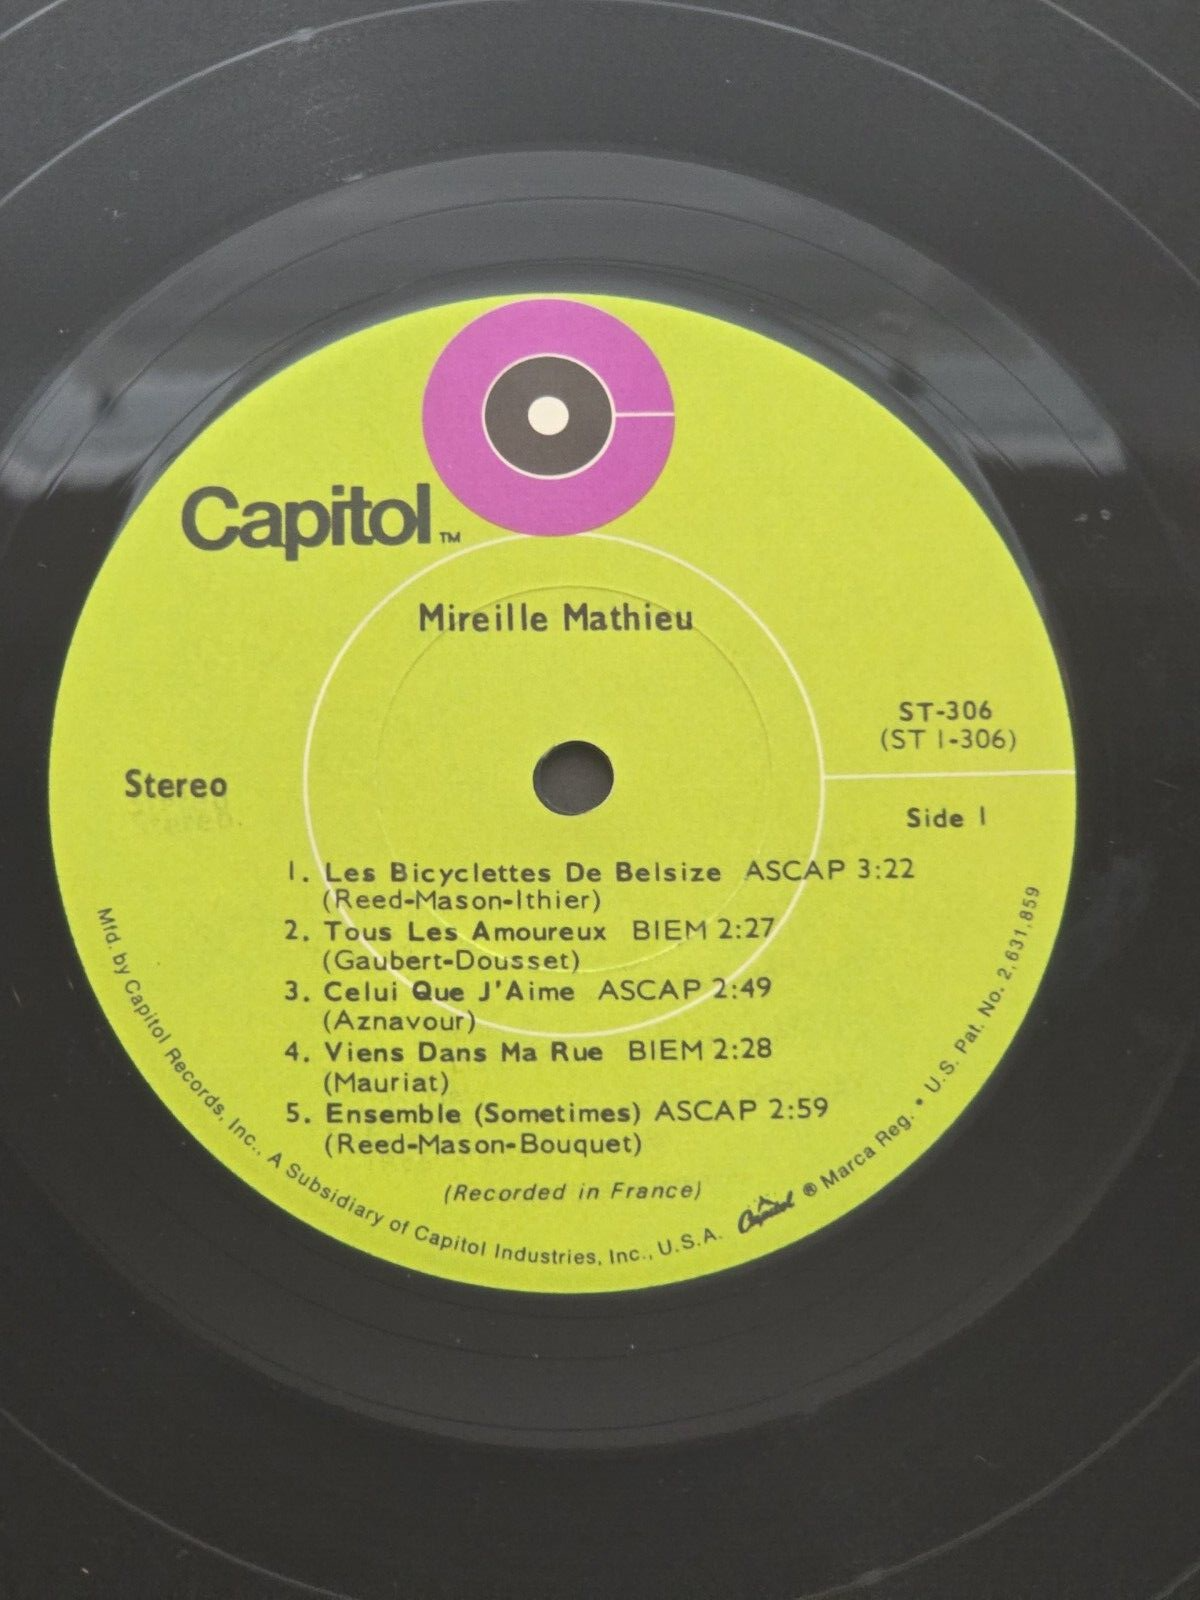 Capitol™
Mireille Mathieu
ST-306
(ST 1-306)
Stereo
Side 1
1. Les Bicyclettes De Belsize ASCAP 3:22
(Reed-Mason-Ithier)
2. Tous Les Amoureux BIEM 2:27
(Gaubert-Dousset)
3. Celui Que J'Aime ASCAP 2:49
(Aznavour)
4. Viens Dans Ma Rue BIEM 2:28
(Mauriat)
5. Ensemble (Sometimes) ASCAP 2:59
(Reed-Mason-Bouquet)
(Recorded in France)
Mfd. by Capitol Records, Inc., A Subsidiary of Capitol Industries, Inc., U.S.A. Capitol ® Marca Reg. • U.S. Pat. No. 2,631,859